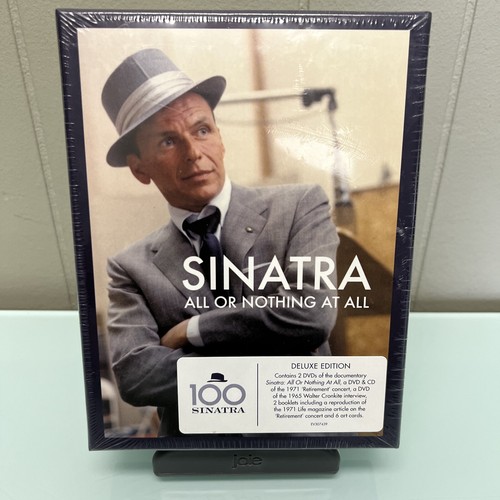 SINATRA
ALL OR NOTHING AT ALL
100
SINATRA
DELUXE EDITION
Contains 2 DVDs of the documentary
Sinatra: All Or Nothing At All, a DVD & CD
of the 1971 'Retirement' concert, a DVD
of the 1965 Walter Cronkite interview,
2 booklets including a reproduction of
the 1971 Life magazine article on the
'Retirement' concert and 6 art cards.
joie